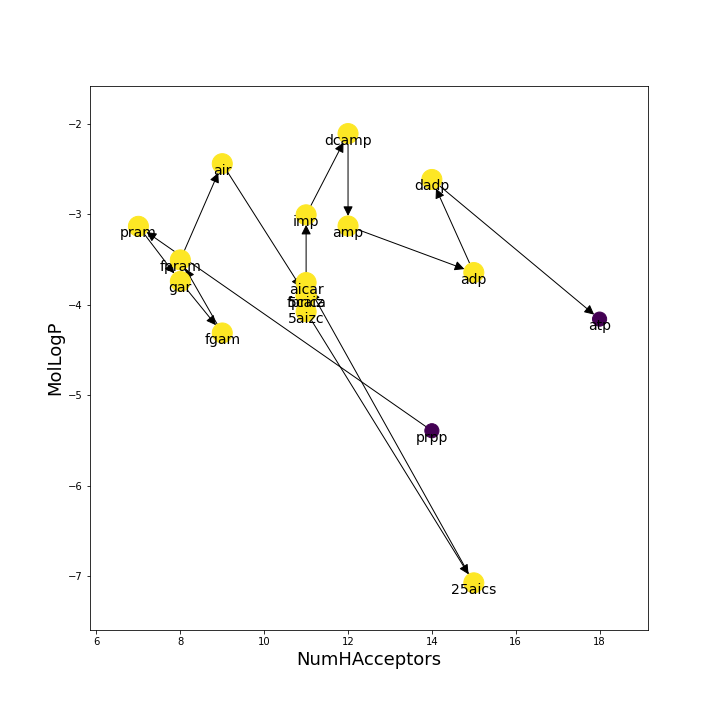 −2
−3
−4
−5
−6
−7
MolLogP
dcamp
air
dadp
imp
pram
amp
fpram
adp
gar
aicar
5aizc
atp
fgam
prpp
25aics
6
8
10
12
14
16
18
NumHAcceptors